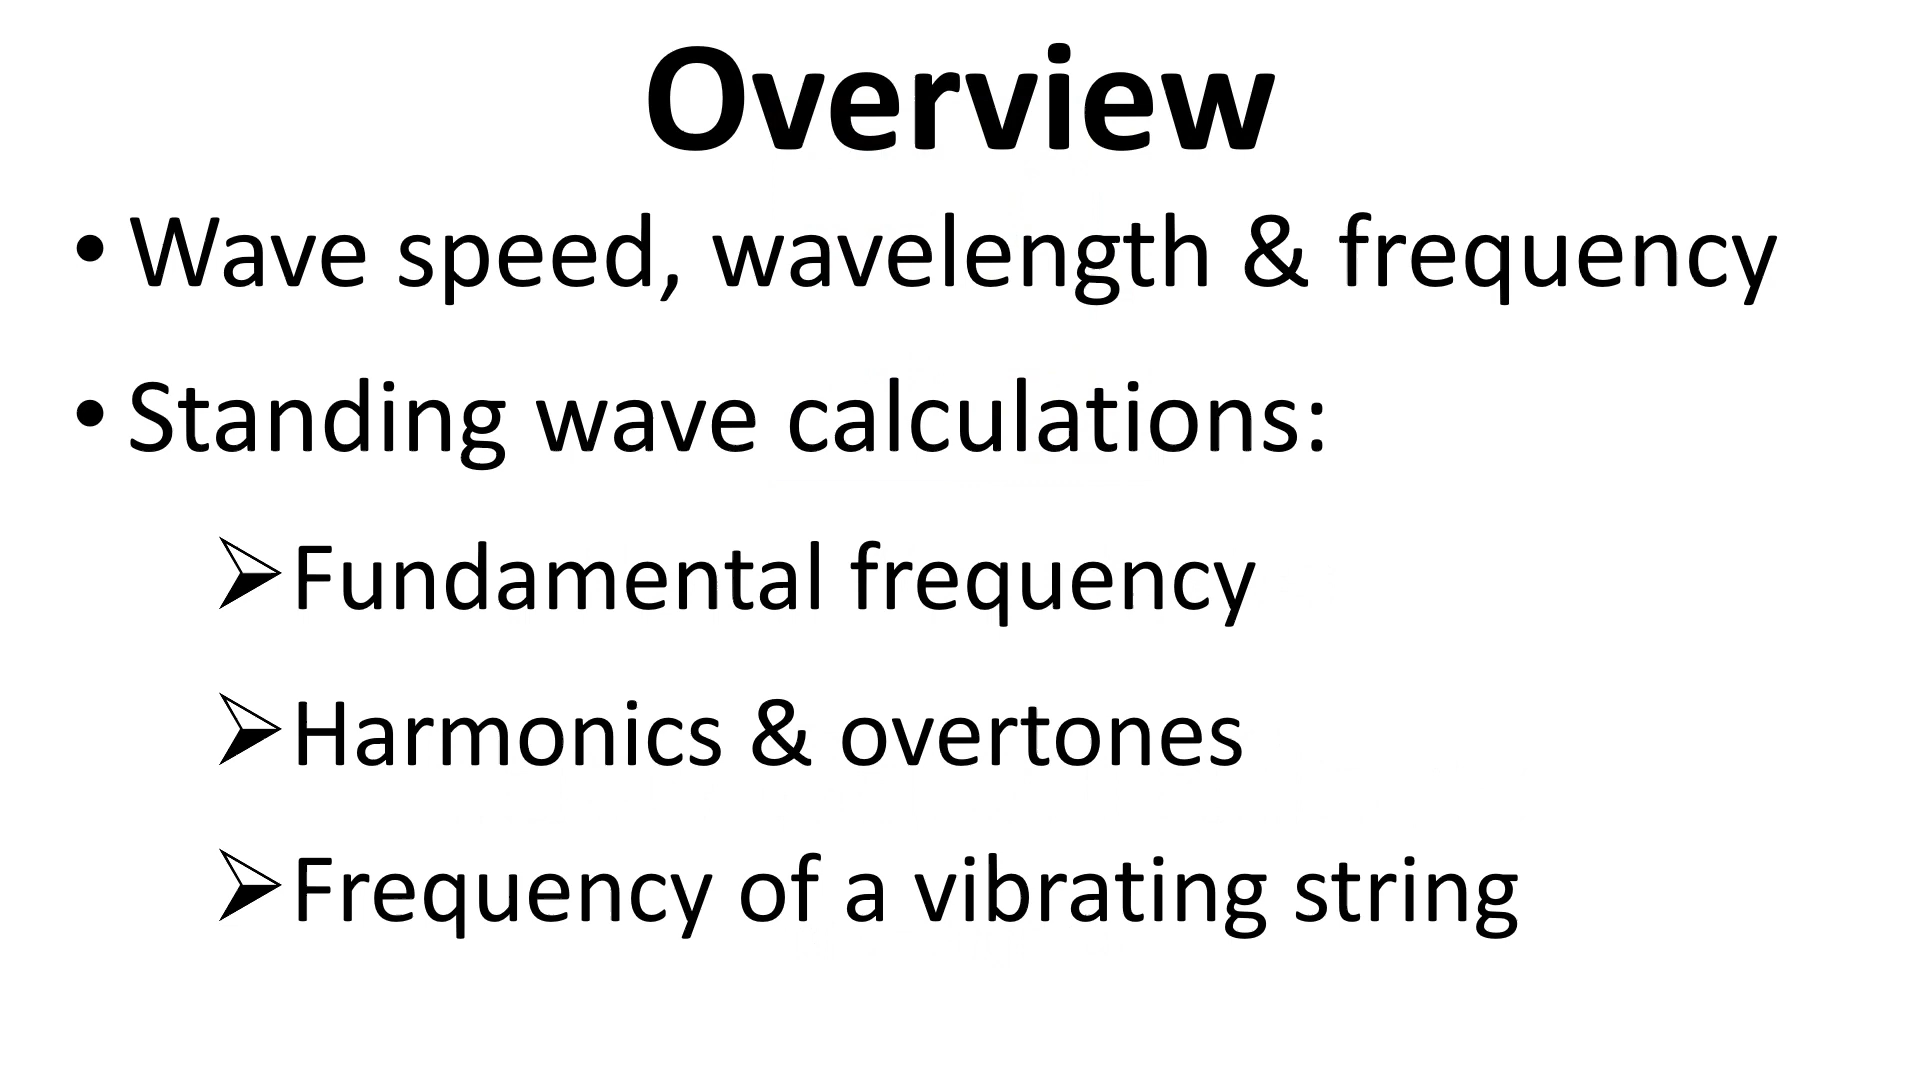 Overview
• Wave speed, wavelength & frequency
• Standing wave calculations:
➢Fundamental frequency
➢Harmonics & overtones
➢Frequency of a vibrating string